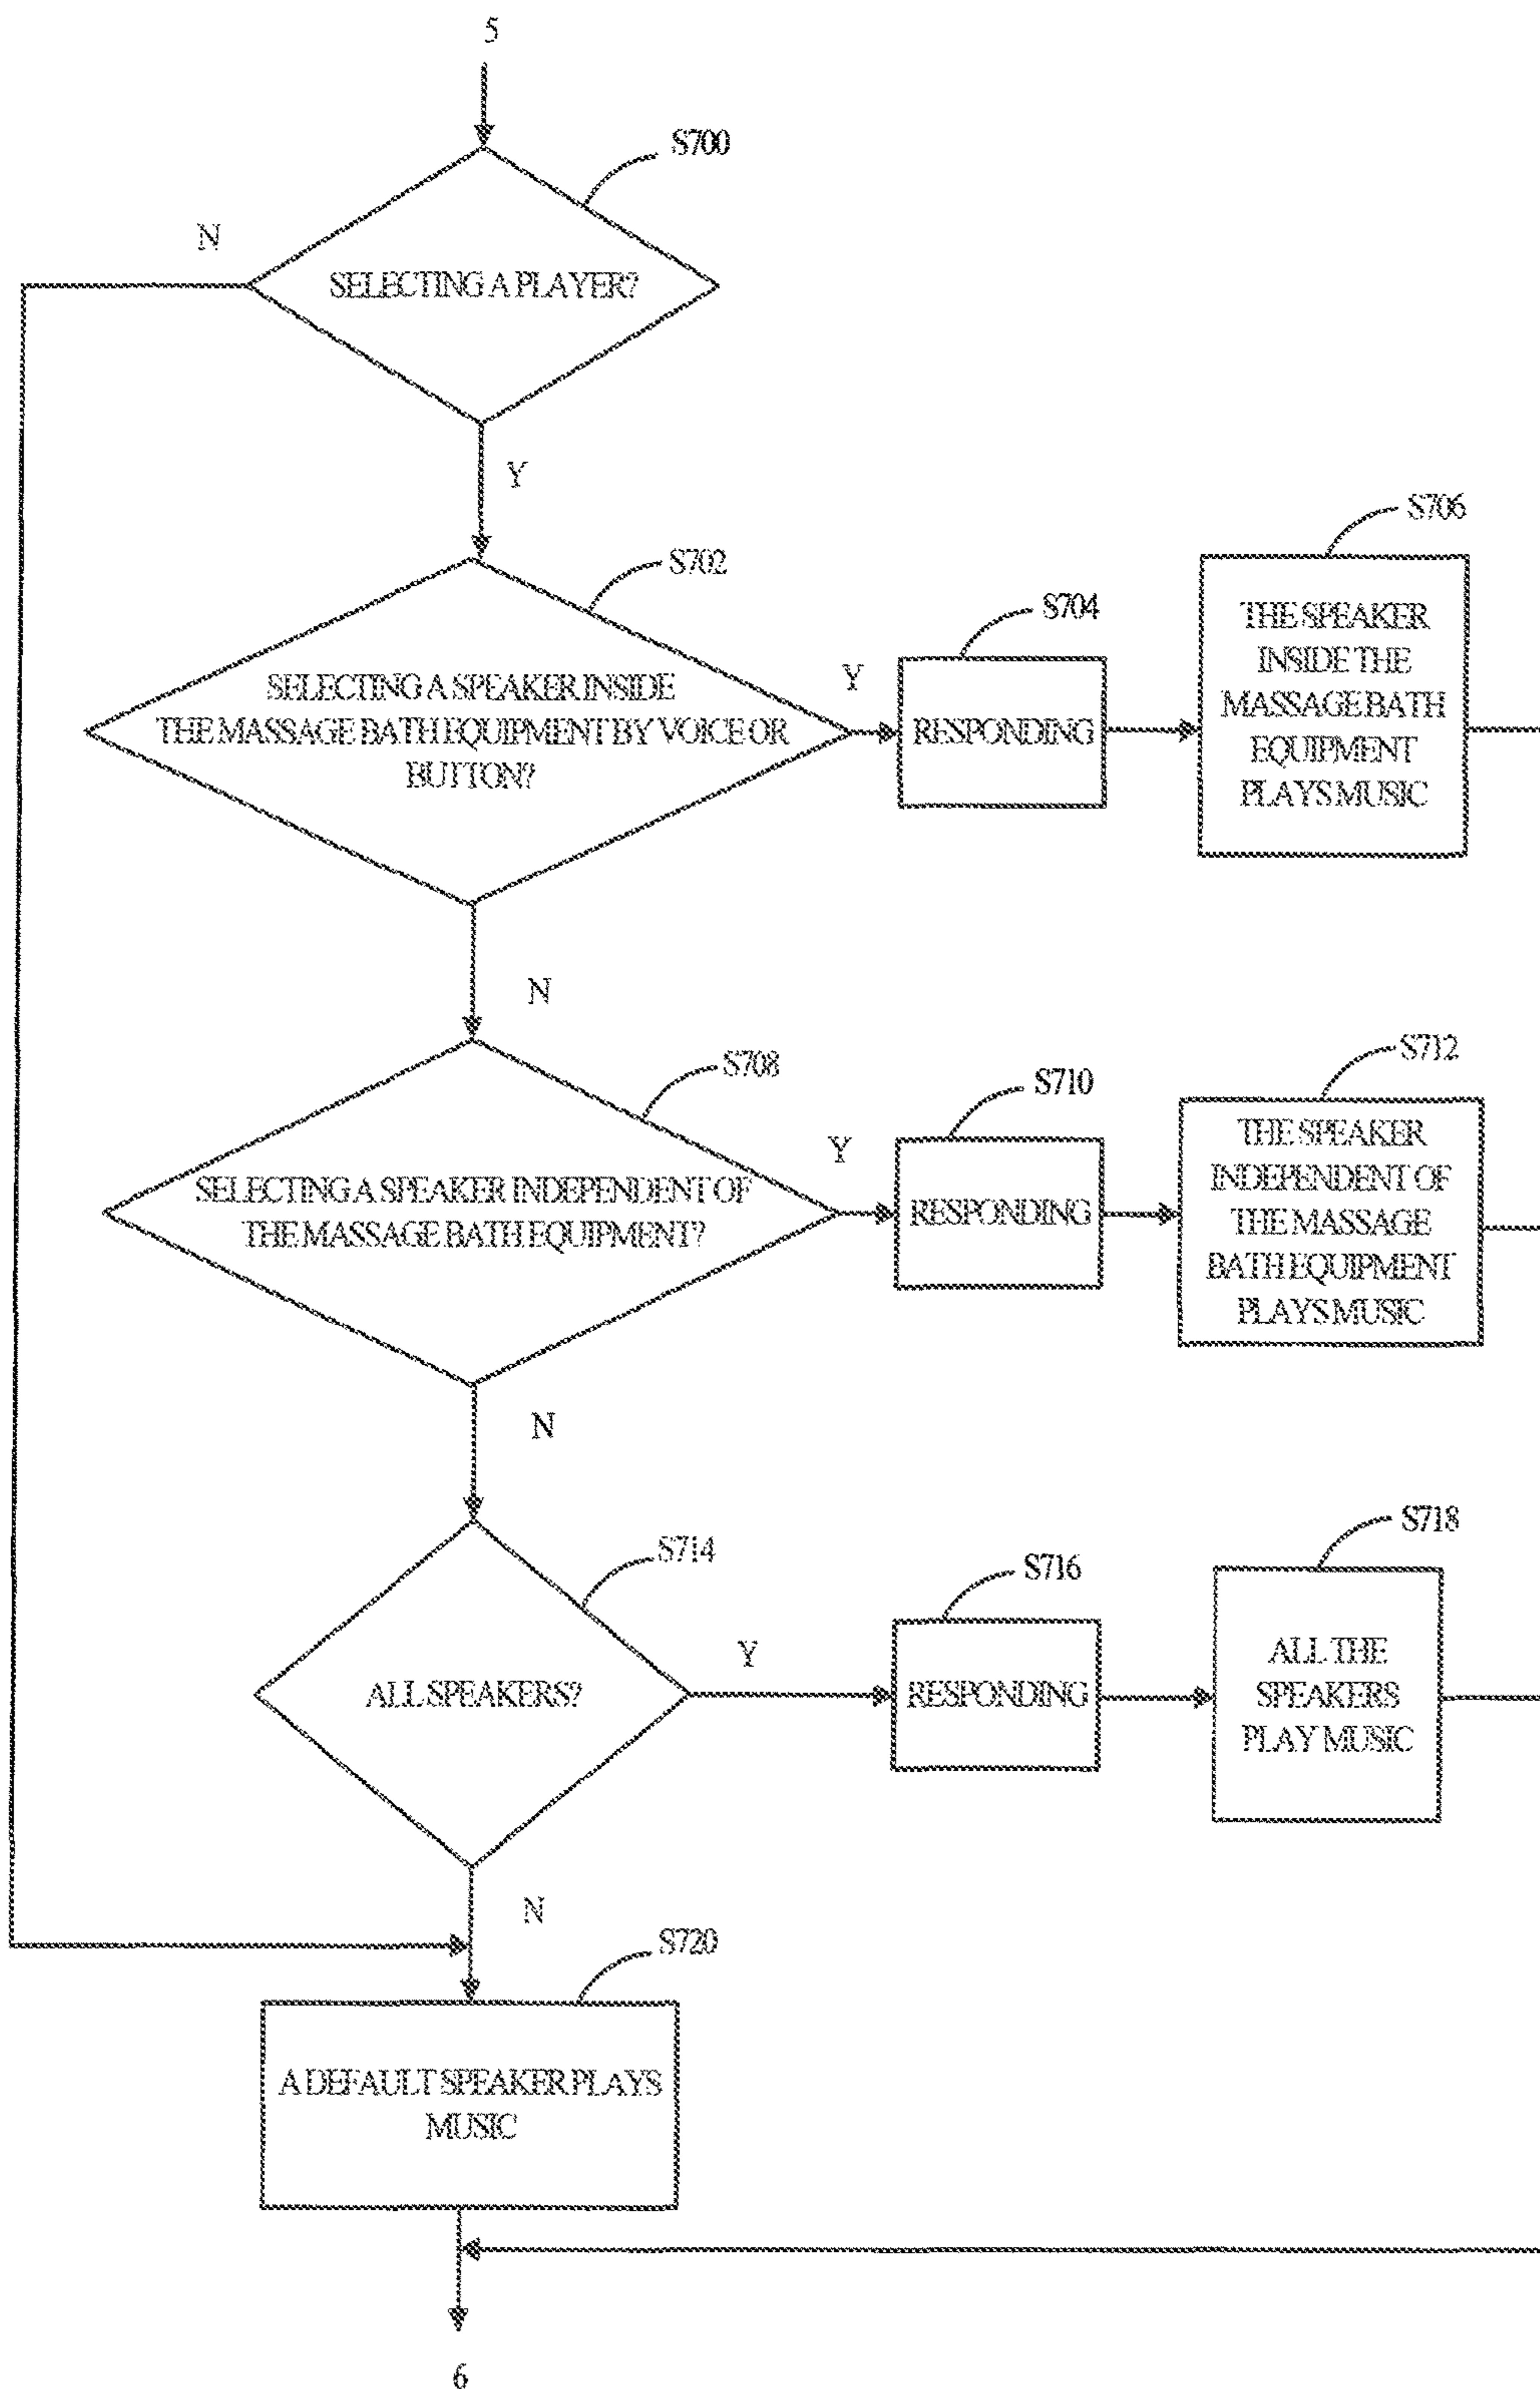 5
S700
N
SELECTING A PLAYER?
Y
S702
S704
S706
SELECTING A SPEAKER INSIDE
THE MASSAGE BATH EQUIPMENT BY VOICE OR
BUTTON?
Y
RESPONDING
THE SPEAKER
INSIDE THE
MASSAGE BATH
EQUIPMENT
PLAYS MUSIC
N
S708
S710
S712
SELECTING A SPEAKER INDEPENDENT OF
THE MASSAGE BATH EQUIPMENT?
Y
RESPONDING
THE SPEAKER
INDEPENDENT OF
THE MASSAGE
BATH EQUIPMENT
PLAYS MUSIC
N
S714
S716
S718
ALL SPEAKERS?
Y
RESPONDING
ALL THE
SPEAKERS
PLAY MUSIC
N
S720
A DEFAULT SPEAKER PLAYS
MUSIC
6